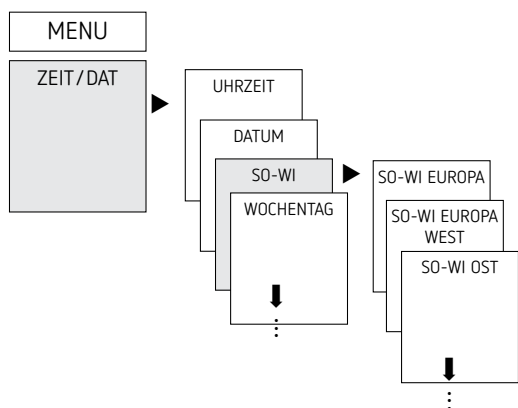 MENU
ZEIT / DAT
UHRZEIT
DATUM
SO-WI
WOCHENTAG
SO-WI EUROPA
SO-WI EUROPA
WEST
SO-WI OST